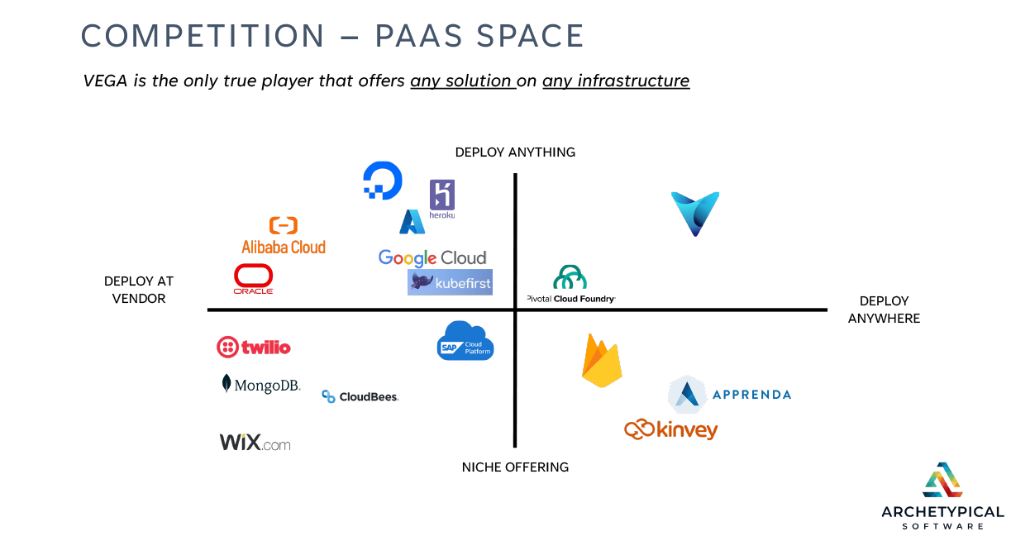 COMPETITION – PAAS SPACE
VEGA is the only true player that offers any solution on any infrastructure
DEPLOY ANYTHING
heroku
Alibaba Cloud
Google Cloud
kubefirst
ORACLE
Pivotal Cloud Foundry
DEPLOY AT
VENDOR
DEPLOY
ANYWHERE
twilio
SAP Cloud
Platform
MongoDB.
CloudBees.
APPRENDA
kinvey
WiX.com
NICHE OFFERING
ARCHETYPICAL
SOFTWARE